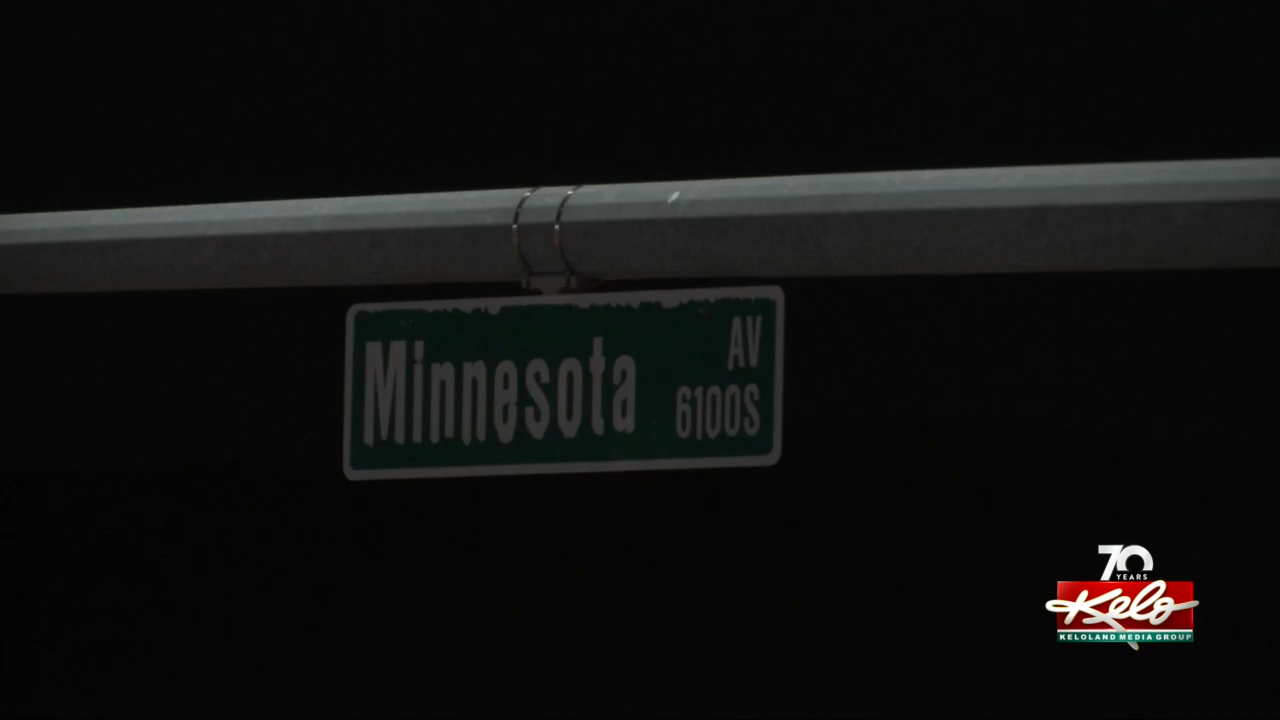 Minnesota AV
6100S
70
YEARS
Kelo
KELOLAND MEDIA GROUP